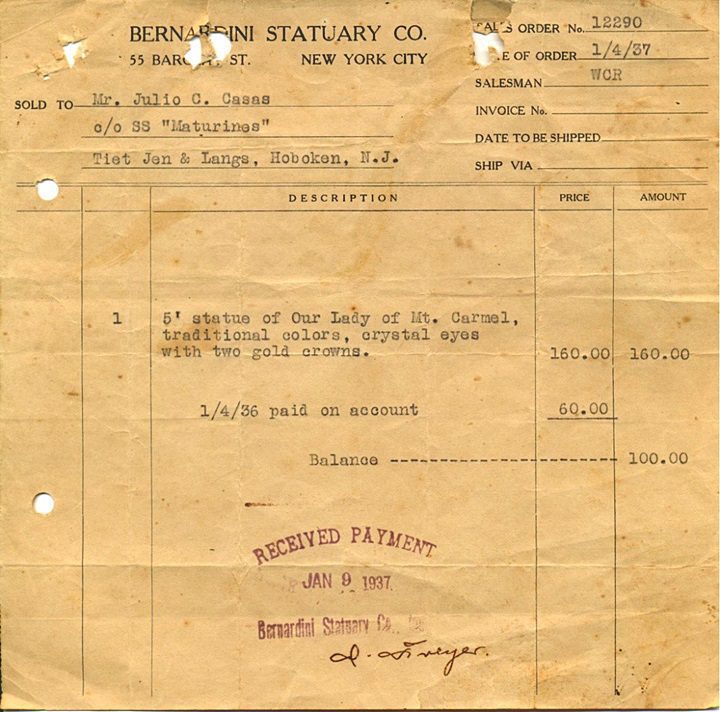 BERNARDINI STATUARY CO.
55 BARCLAY ST. NEW YORK CITY
SALES ORDER No. 12290
DATE OF ORDER 1/4/37
SALESMAN WCR
INVOICE No.
DATE TO BE SHIPPED
SHIP VIA
SOLD TO Mr. Julio C. Casas
c/o SS "Maturines"
Tiet Jen & Langs, Hoboken, N.J.
DESCRIPTION PRICE AMOUNT
1 5' statue of Our Lady of Mt. Carmel,
traditional colors, crystal eyes
with two gold crowns. 160.00 160.00
1/4/36 paid on account 60.00
Balance ------------------------ 100.00
RECEIVED PAYMENT
JAN 9 1937
Bernardini Statuary Co.,